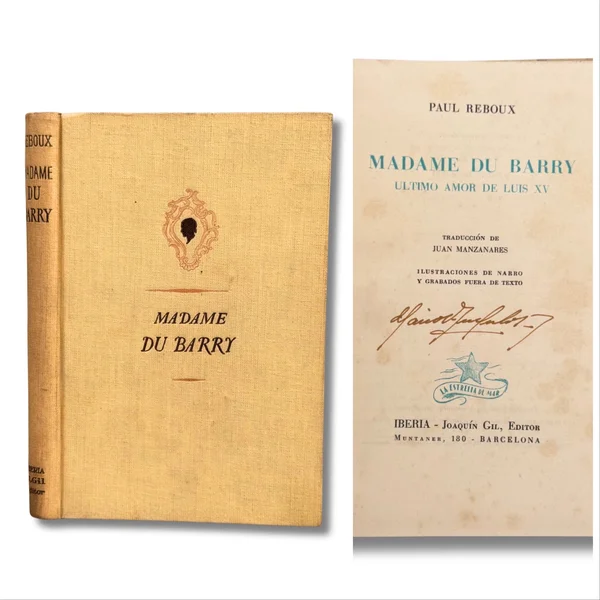 REBOUX
MADAME
DU
BARRY
IBERIA
J.GIL
EDITOR
MADAME
DU BARRY
PAUL REBOUX
MADAME DU BARRY
ULTIMO AMOR DE LUIS XV
TRADUCCIÓN DE
JUAN MANZANARES
ILUSTRACIONES DE NARRO
Y GRABADOS FUERA DE TEXTO
LA ESTRELLA DE MAR
IBERIA - JOAQUÍN GIL, EDITOR
MUNTANER, 180 - BARCELONA